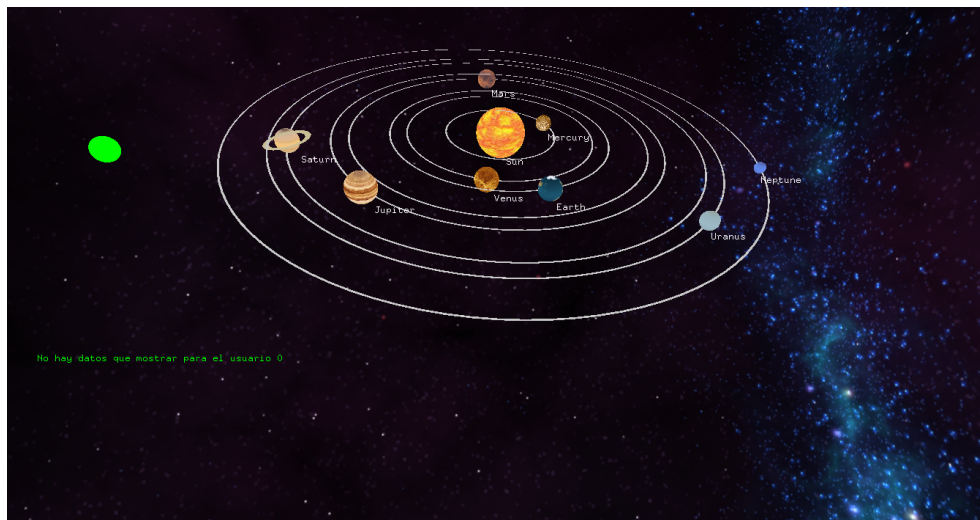 Mars
Mercury
Sun
Saturn
Neptune
Venus
Earth
Jupiter
Uranus
No hay datos que mostrar para el usuario 0